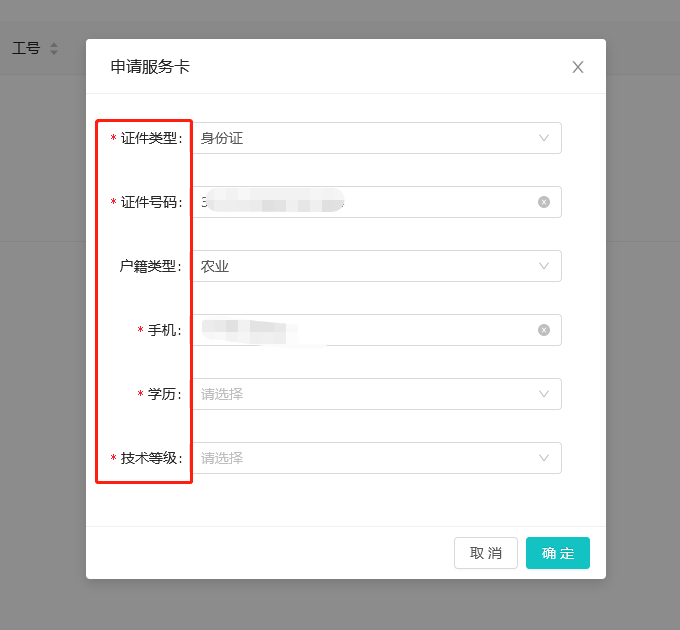 工号
申请服务卡
* 证件类型: 身份证
* 证件号码:
户籍类型: 农业
* 手机:
* 学历: 请选择
* 技术等级: 请选择
取 消 确 定